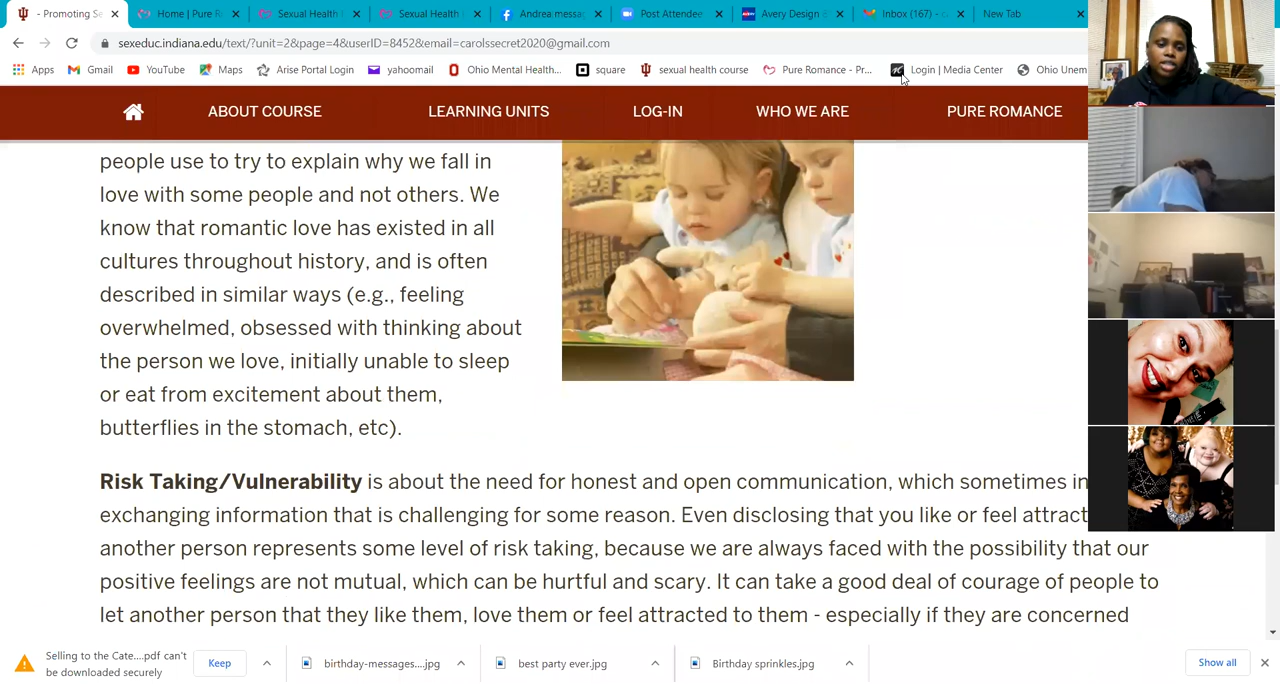 - Promoting Se
Home | Pure R
Sexual Health
Sexual Health
Andrea messa
Post Attendee
Avery Design
Inbox (167) -
New Tab
sexeduc.indiana.edu/text/?unit=2&page=4&userID=8452&email=carolssecret2020@gmail.com
Apps
Gmail
YouTube
Maps
Arise Portal Login
yahoomail
Ohio Mental Health...
square
sexual health course
Pure Romance - Pr...
Login | Media Center
Ohio Unem
ABOUT COURSE
LEARNING UNITS
LOG-IN
WHO WE ARE
PURE ROMANCE
people use to try to explain why we fall in
love with some people and not others. We
know that romantic love has existed in all
cultures throughout history, and is often
described in similar ways (e.g., feeling
overwhelmed, obsessed with thinking about
the person we love, initially unable to sleep
or eat from excitement about them,
butterflies in the stomach, etc).
Risk Taking/Vulnerability is about the need for honest and open communication, which sometimes in
exchanging information that is challenging for some reason. Even disclosing that you like or feel attract
another person represents some level of risk taking, because we are always faced with the possibility that our
positive feelings are not mutual, which can be hurtful and scary. It can take a good deal of courage of people to
let another person that they like them, love them or feel attracted to them - especially if they are concerned
Selling to the Cate....pdf can't
be downloaded securely
Keep
birthday-messages....jpg
best party ever.jpg
Birthday sprinkles.jpg
Show all